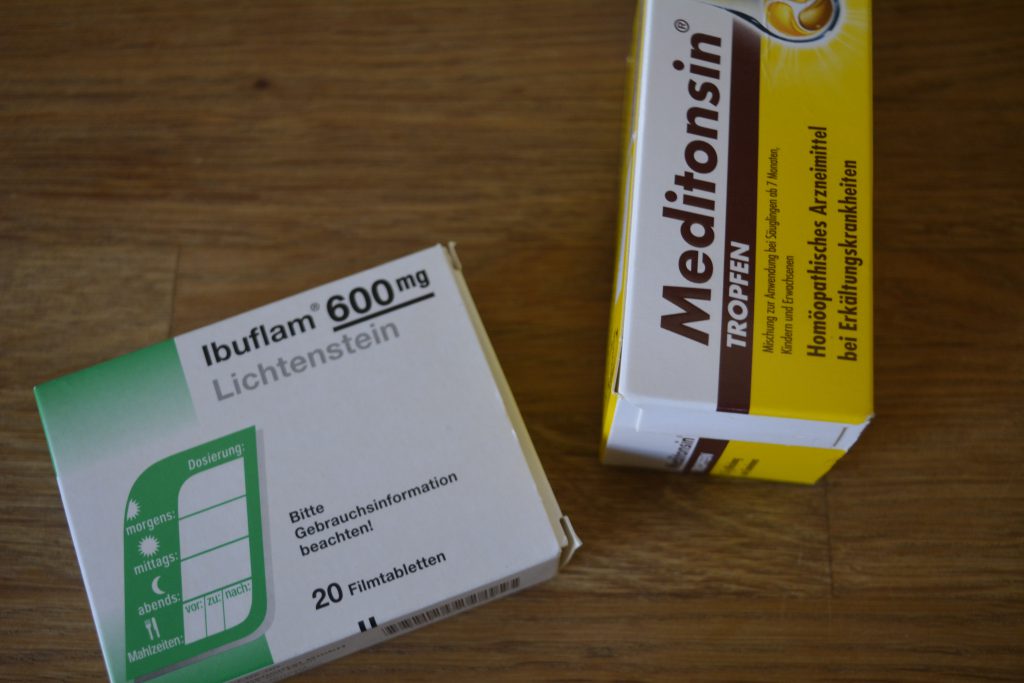 Ibuflam® 600 mg
Lichtenstein
Dosierung:
morgens:
mittags:
abends:
vor: zu: nach:
Mahlzeiten:
Bitte
Gebrauchsinformation
beachten!
20 Filmtabletten
Meditonsin®
TROPFEN
Mischung zur Anwendung bei Säuglingen ab 7 Monaten,
Kindern und Erwachsenen
Homöopathisches Arzneimittel
bei Erkältungskrankheiten
Meditonsin®